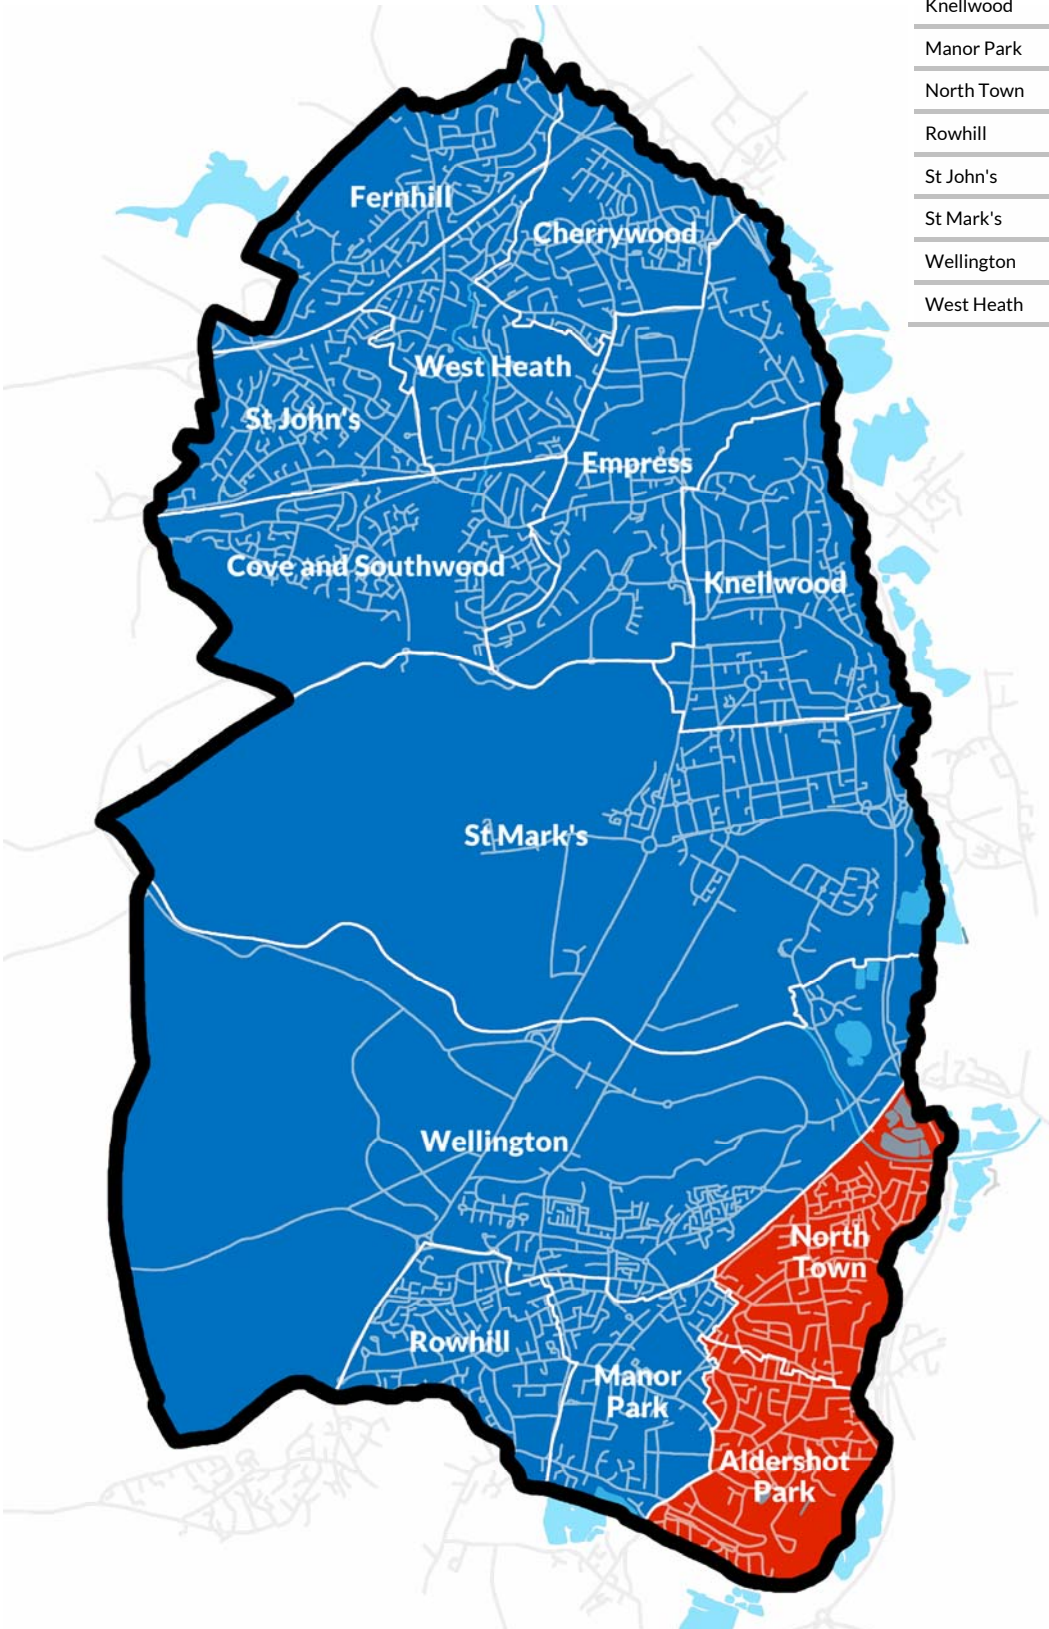 Knellwood
Manor Park
North Town
Rowhill
St John's
St Mark's
Wellington
West Heath
Fernhill
Cherrywood
West Heath
St John's
Empress
Cove and Southwood
Knellwood
St Mark's
Wellington
North
Town
Rowhill
Manor
Park
Aldershot
Park